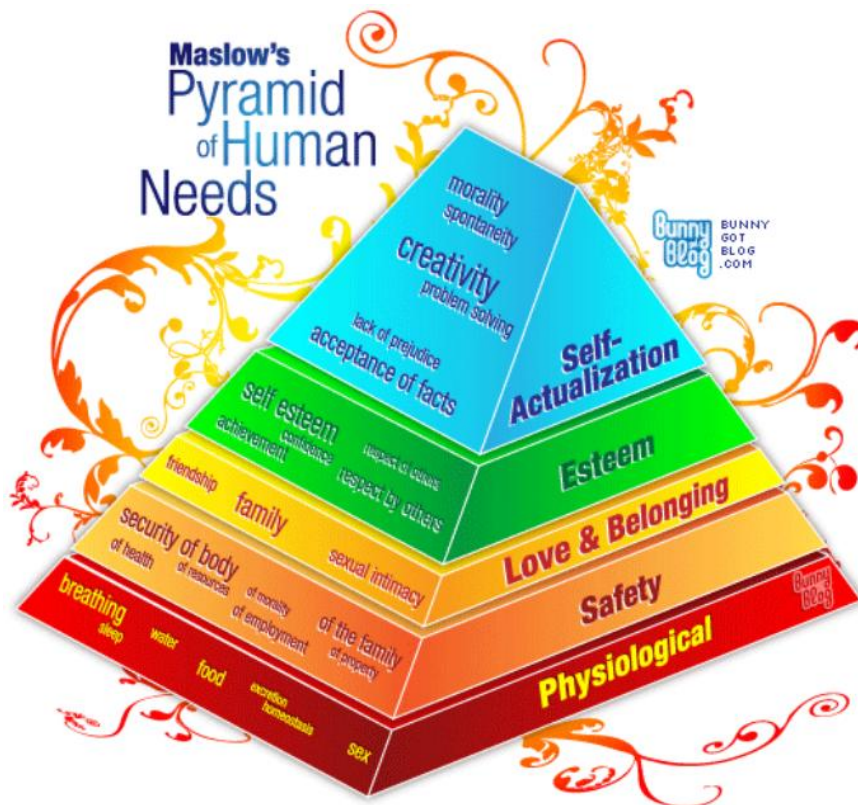 Maslow's
Pyramid
of Human
Needs
Bunny
Blog
BUNNY
GOT
BLOG
.COM
morality
spontaneity
creativity
problem solving
lack of prejudice
acceptance of facts
Self-
Actualization
self esteem
confidence
achievement
respect of others
respect by others
Esteem
friendship
family
sexual intimacy
Love & Belonging
security of body
of health
of resources
of morality
of employment
of the family
of property
Safety
Bunny
Blog
breathing
sleep
water
food
excretion
homeostasis
sex
Physiological